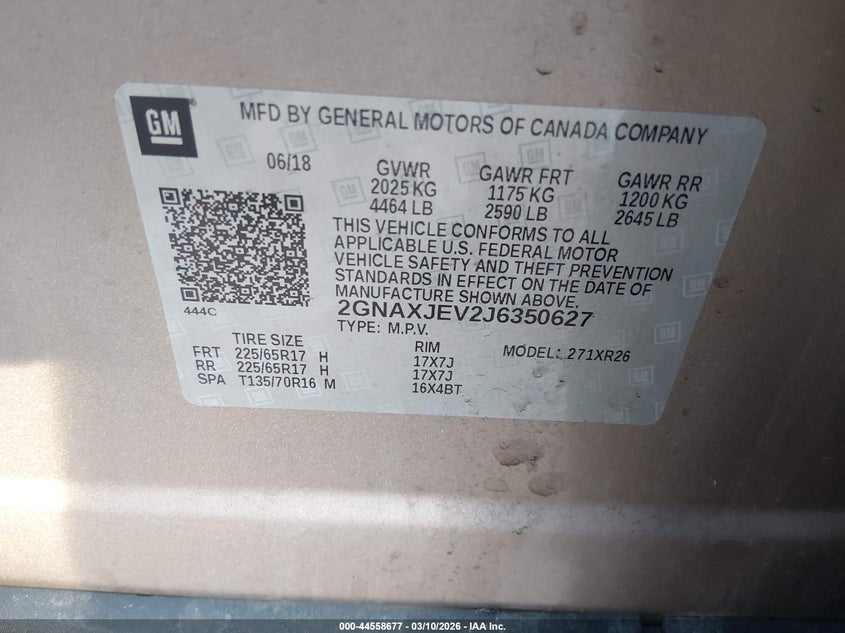 GM
MFD BY GENERAL MOTORS OF CANADA COMPANY
06/18
GVWR
2025 KG
4464 LB
GAWR FRT
1175 KG
2590 LB
GAWR RR
1200 KG
2645 LB
THIS VEHICLE CONFORMS TO ALL
APPLICABLE U.S. FEDERAL MOTOR
VEHICLE SAFETY AND THEFT PREVENTION
STANDARDS IN EFFECT ON THE DATE OF
MANUFACTURE SHOWN ABOVE.
444C
2GNAXJEV2J6350627
TYPE: M.P.V.
MODEL: 271XR26
TIRE SIZE RIM
FRT 225/65R17 H 17X7J
RR 225/65R17 H 17X7J
SPA T135/70R16 M 16X4BT
000-44558677 - 03/10/2026 - IAA Inc.